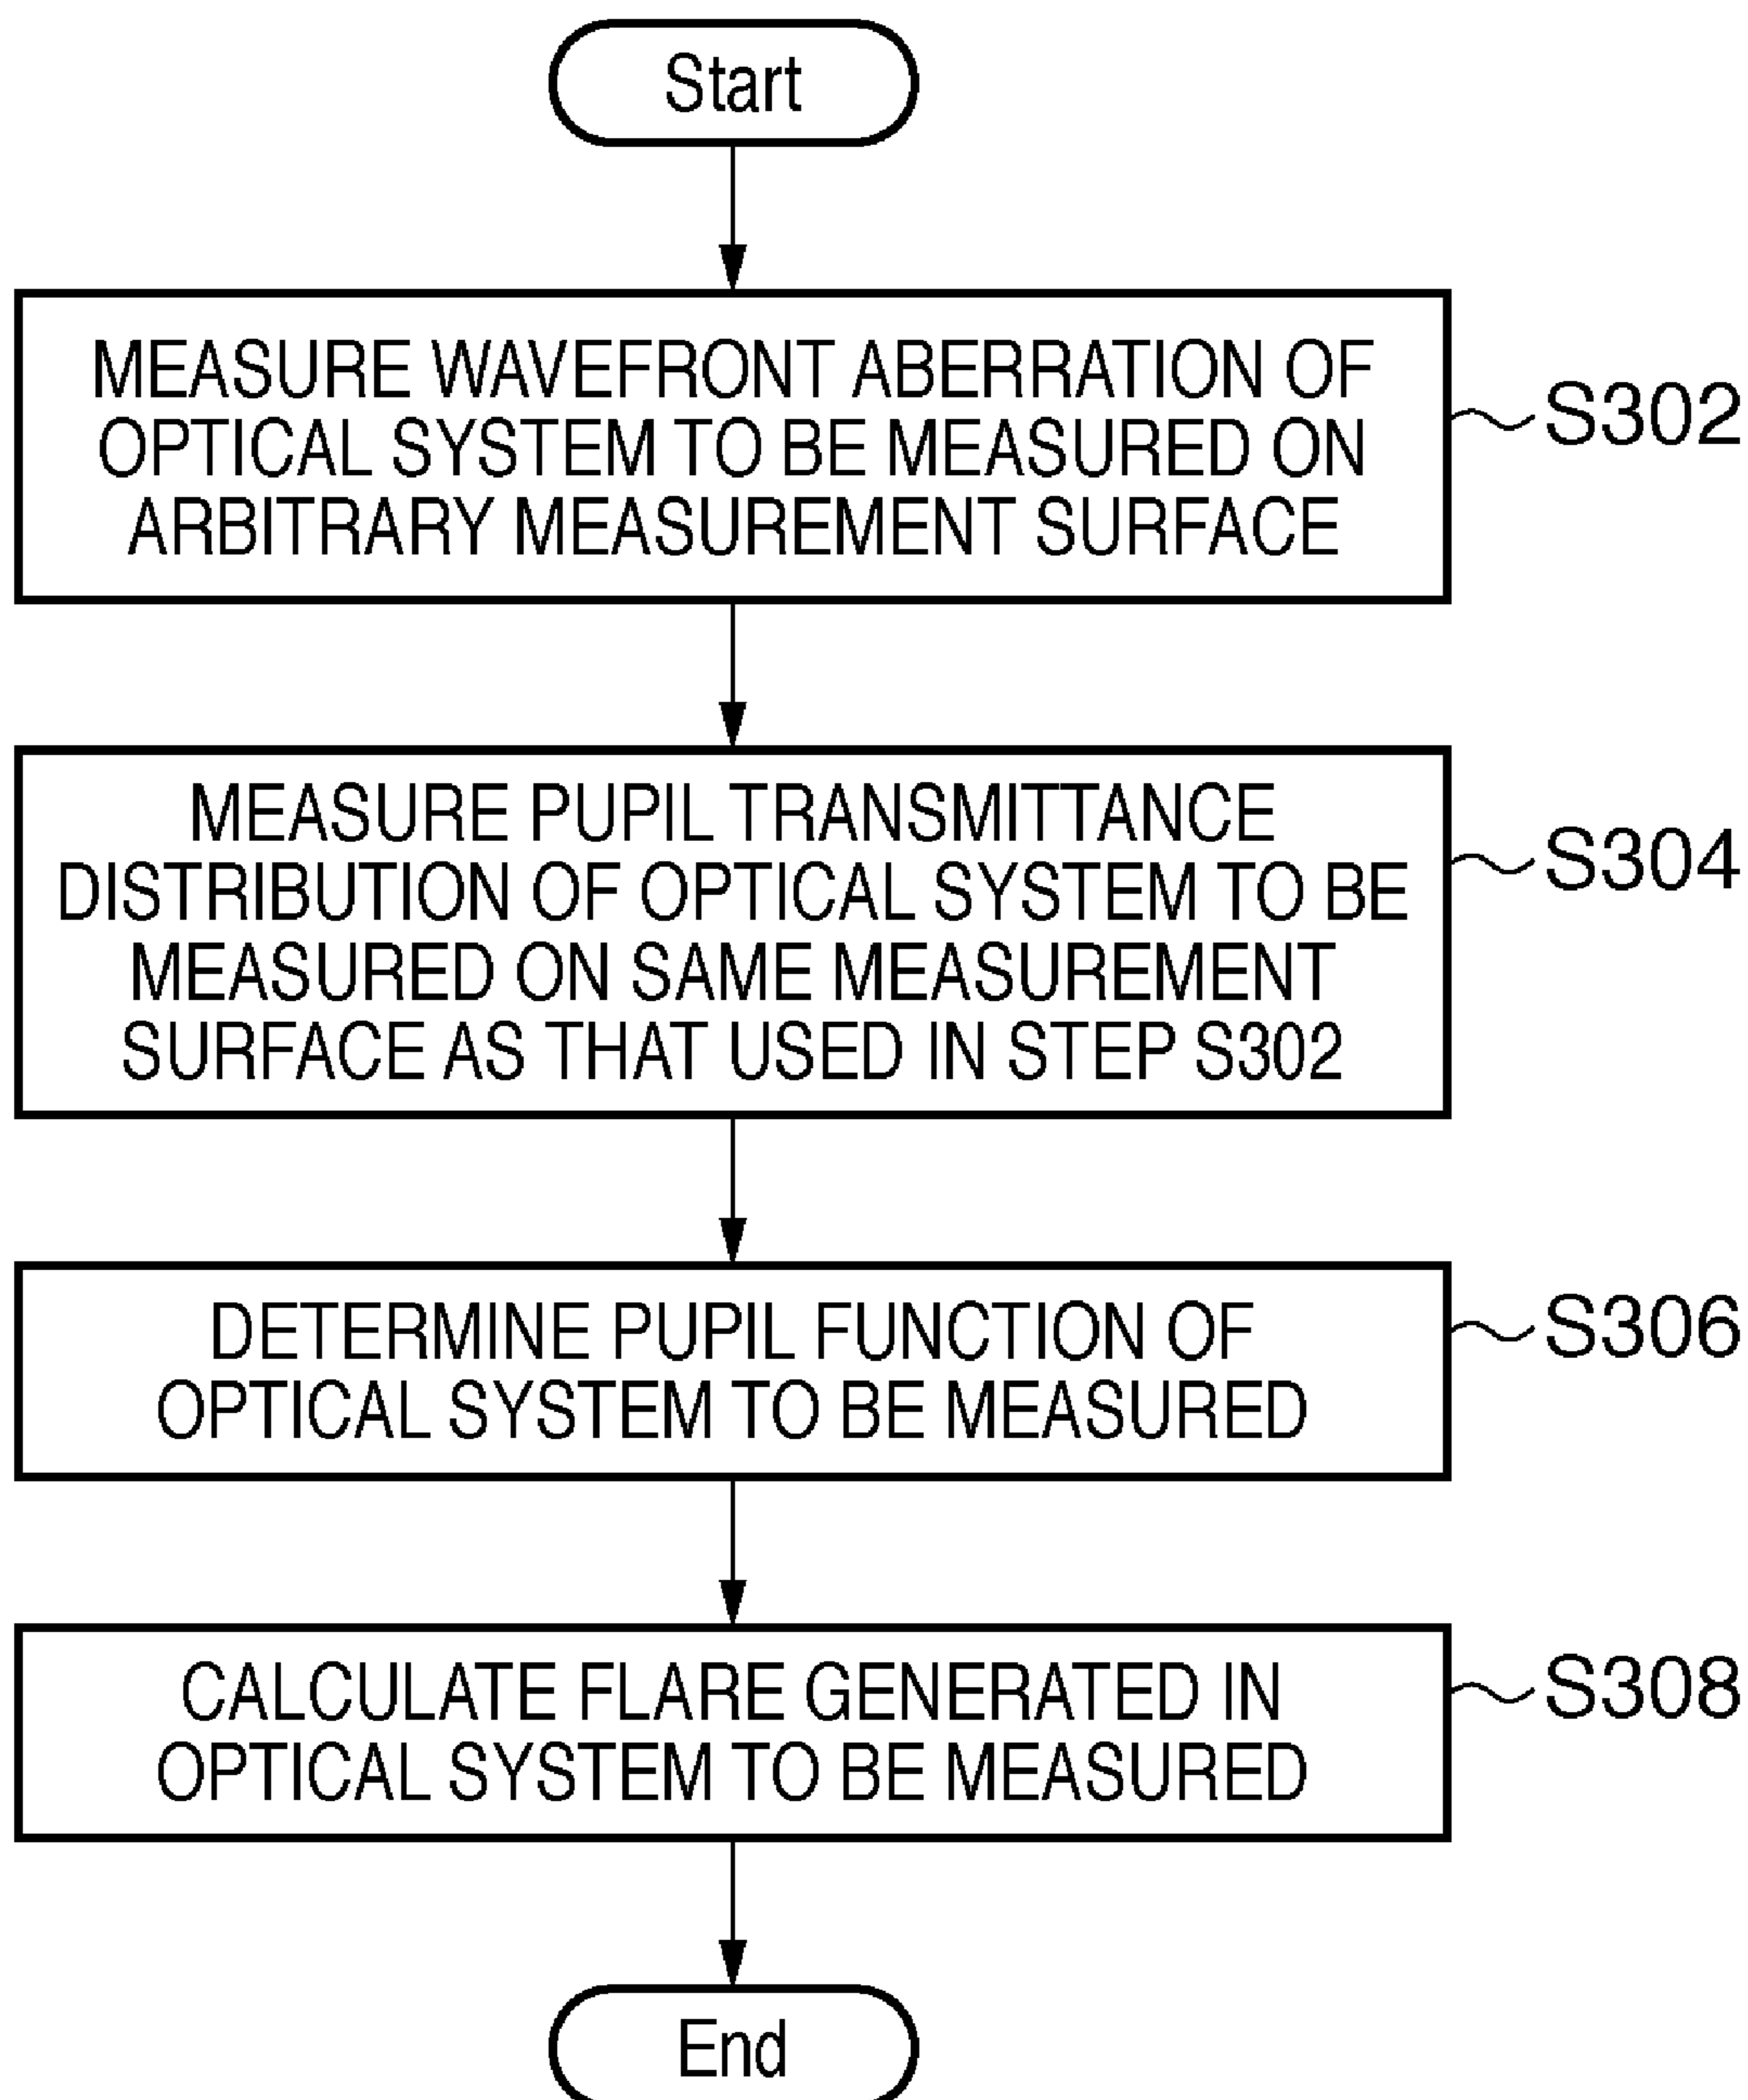 Start
MEASURE WAVEFRONT ABERRATION OF
OPTICAL SYSTEM TO BE MEASURED ON
ARBITRARY MEASUREMENT SURFACE
S302
MEASURE PUPIL TRANSMITTANCE
DISTRIBUTION OF OPTICAL SYSTEM TO BE
MEASURED ON SAME MEASUREMENT
SURFACE AS THAT USED IN STEP S302
S304
DETERMINE PUPIL FUNCTION OF
OPTICAL SYSTEM TO BE MEASURED
S306
CALCULATE FLARE GENERATED IN
OPTICAL SYSTEM TO BE MEASURED
S308
End